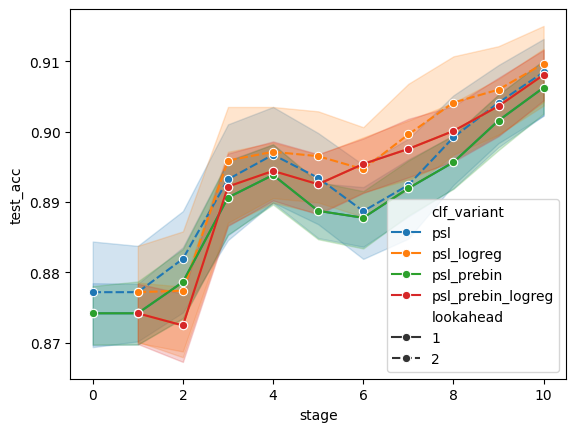 0.91
0.90
0.89
0.88
0.87
test_acc
0 2 4 6 8 10
stage
clf_variant
psl
psl_logreg
psl_prebin
psl_prebin_logreg
lookahead
1
2